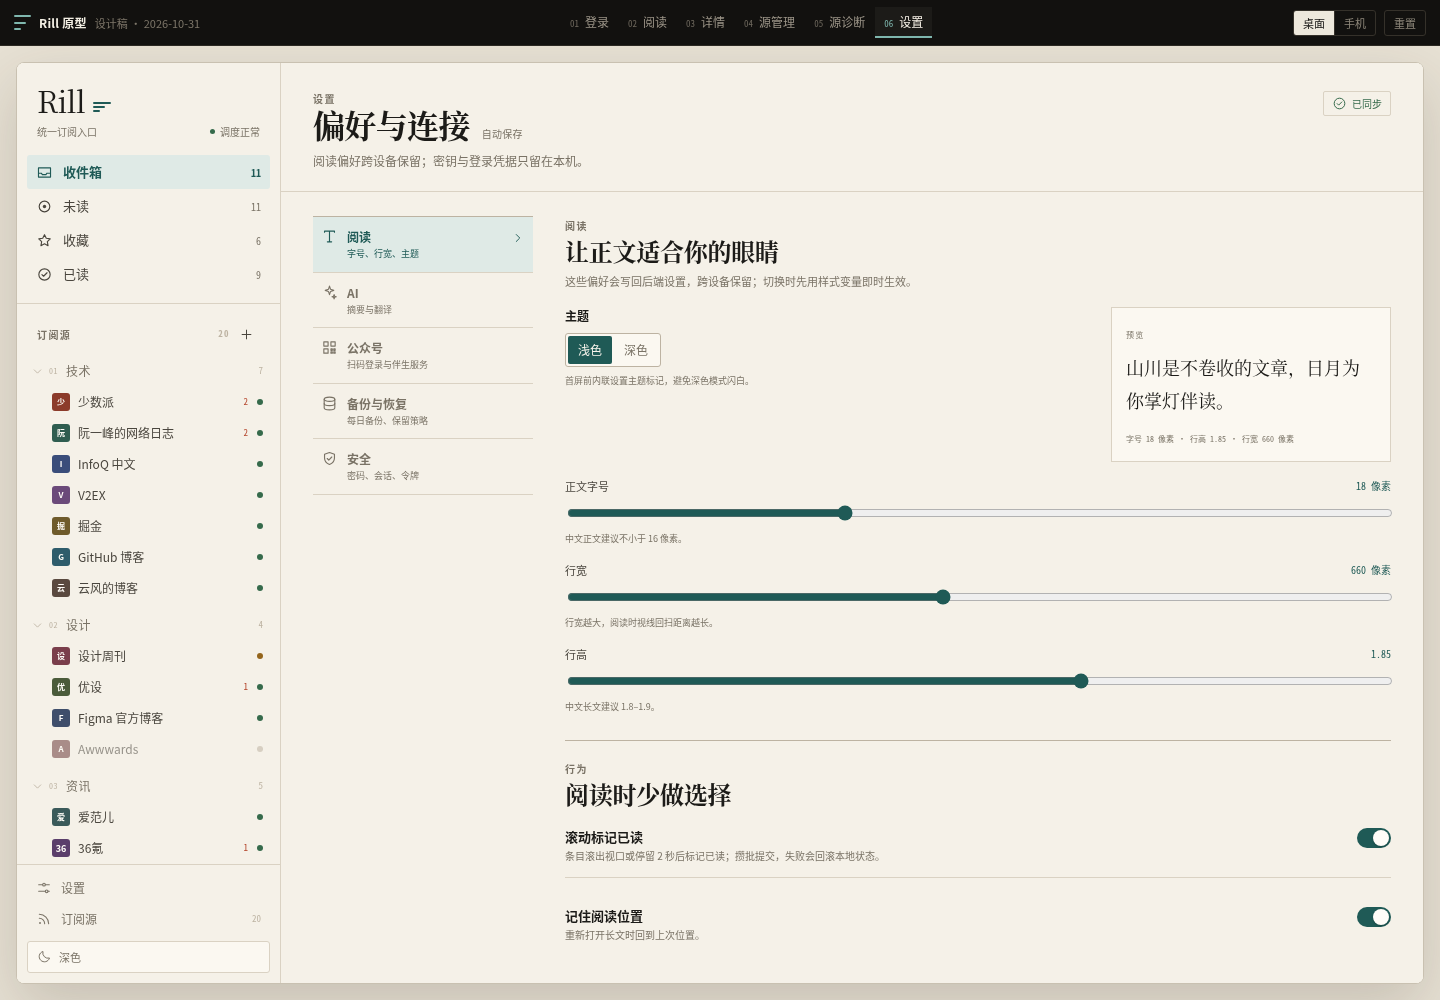 Rill 原型 设计稿 · 2026-10-31
01 登录 02 阅读 03 详情 04 源管理 05 源诊断 06 设置
桌面 手机 重置
Rill
统一订阅入口 调度正常
收件箱 11
未读 11
收藏 6
已读 9
订阅源 20
01 技术 7
少 少数派 2
阮 阮一峰的网络日志 2
I InfoQ 中文
V V2EX
掘 掘金
G GitHub 博客
云 云风的博客
02 设计 4
设 设计周刊
优 优设 1
F Figma 官方博客
A Awwwards
03 资讯 5
爱 爱范儿
36 36氪 1
设置
订阅源 20
深色
设置
偏好与连接 自动保存
阅读偏好跨设备保留；密钥与登录凭据只留在本机。
已同步
阅读
字号、行宽、主题
AI
摘要与翻译
公众号
扫码登录与伴生服务
备份与恢复
每日备份、保留策略
安全
密码、会话、令牌
阅读
让正文适合你的眼睛
这些偏好会写回后端设置，跨设备保留；切换时先用样式变量即时生效。
主题
浅色 深色
首屏前内联设置主题标记，避免深色模式闪白。
预览
山川是不卷收的文章，日月为
你掌灯伴读。
字号 18 像素 · 行高 1.85 · 行宽 660 像素
正文字号 18 像素
中文正文建议不小于 16 像素。
行宽 660 像素
行宽越大，阅读时视线回扫距离越长。
行高 1.85
中文长文建议 1.8–1.9。
行为
阅读时少做选择
滚动标记已读
条目滚出视口或停留 2 秒后标记已读；攒批提交，失败会回滚本地状态。
记住阅读位置
重新打开长文时回到上次位置。